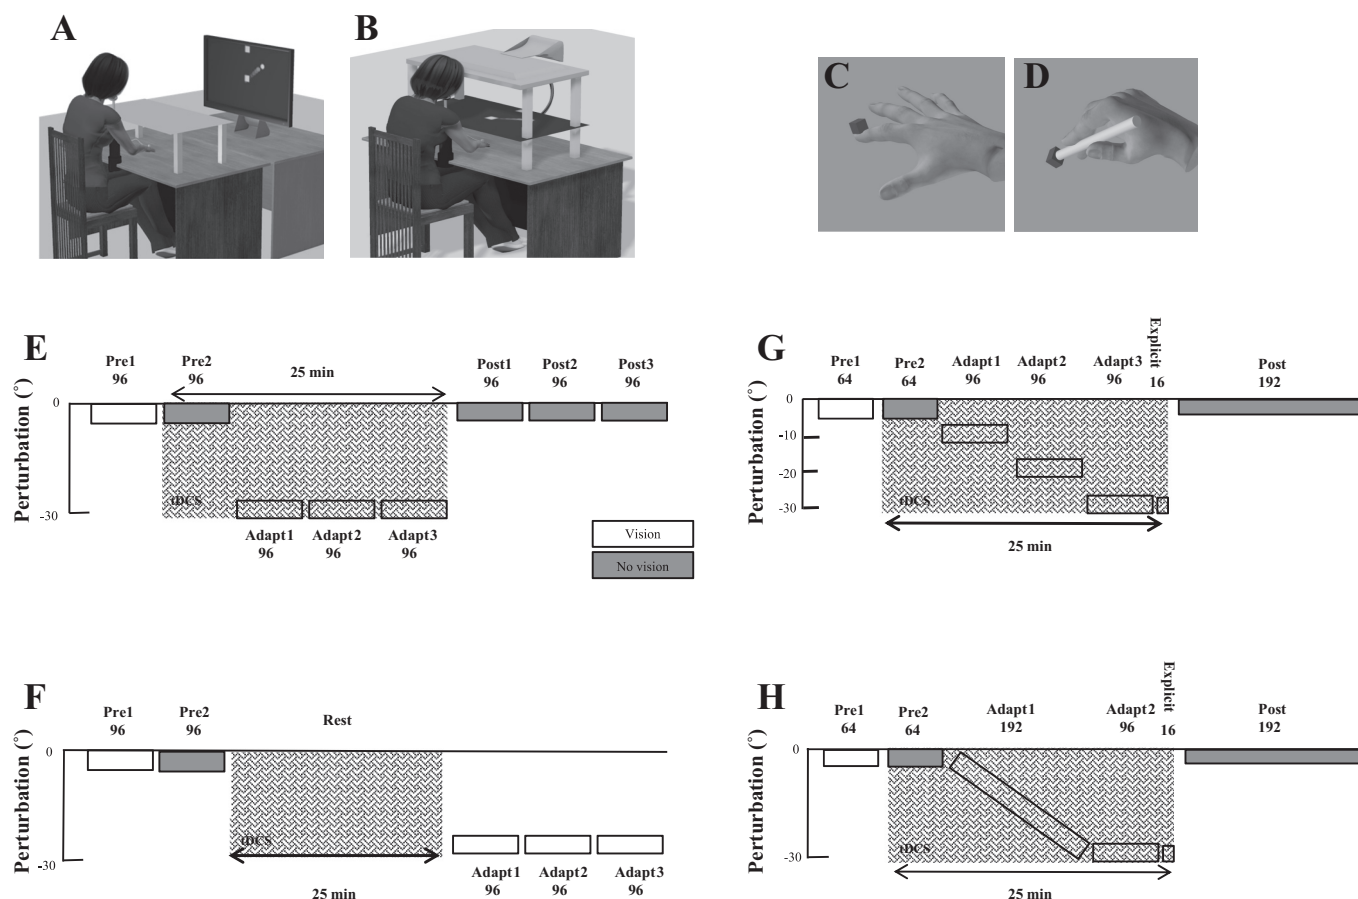 A
B
C
D
E
Pre1
96
Pre2
96
25 min
Post1
96
Post2
96
Post3
96
Perturbation (°)
0
-30
tDCS
Adapt1
96
Adapt2
96
Adapt3
96
Vision
No vision
G
Pre1
64
Pre2
64
Adapt1
96
Adapt2
96
Adapt3
96
Explicit
16
Post
192
Perturbation (°)
0
-10
-20
-30
tDCS
25 min
F
Pre1
96
Pre2
96
Rest
Perturbation (°)
0
-30
tDCS
25 min
Adapt1
96
Adapt2
96
Adapt3
96
H
Pre1
64
Pre2
64
Adapt1
192
Adapt2
96
Explicit
16
Post
192
Perturbation (°)
0
-30
tDCS
25 min